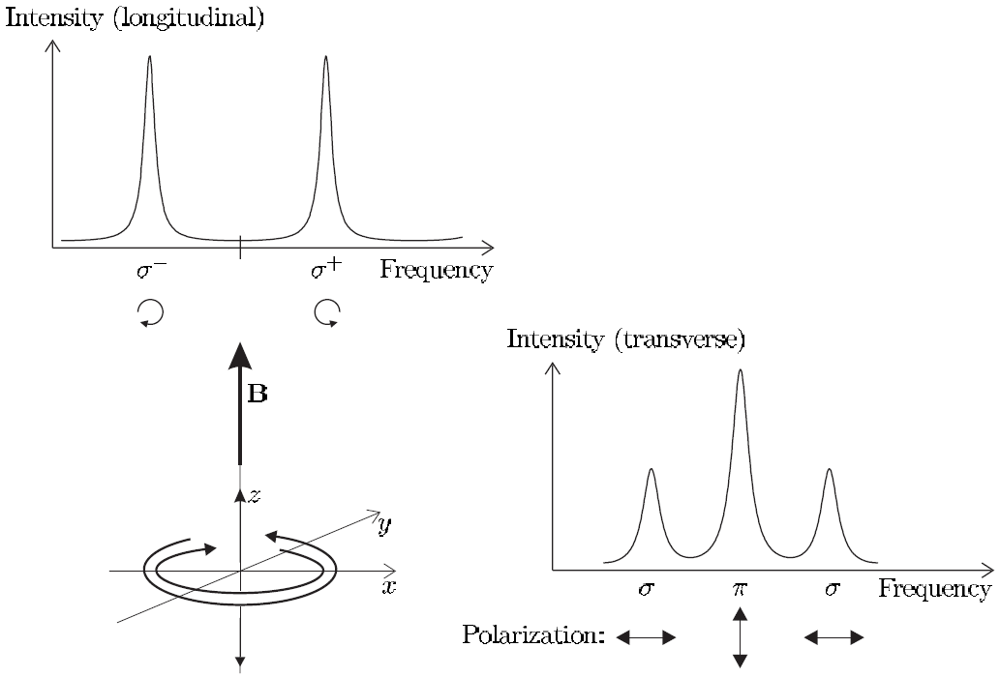 Intensity (longitudinal)
σ⁻ σ⁺ Frequency
Intensity (transverse)
B
z
y
x
σ π σ Frequency
Polarization: